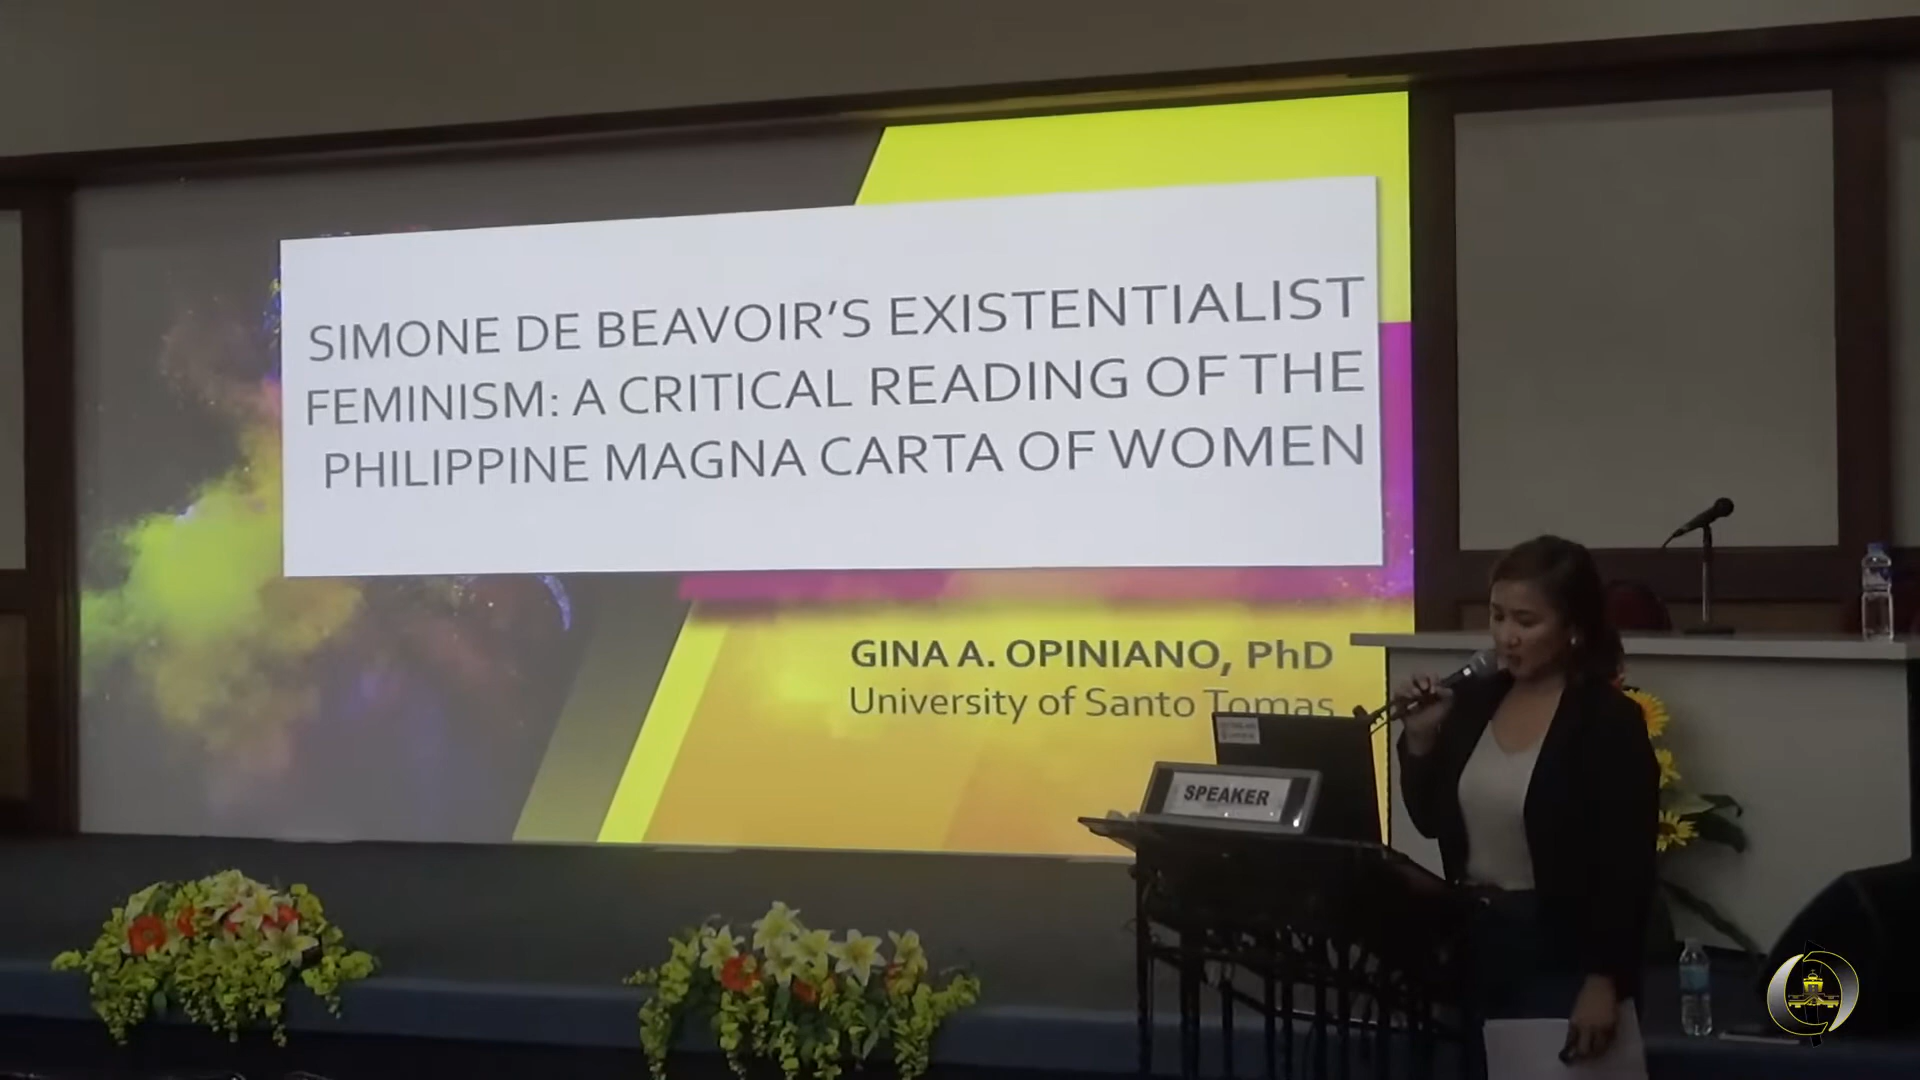 SIMONE DE BEAVOIR'S EXISTENTIALIST
FEMINISM: A CRITICAL READING OF THE
PHILIPPINE MAGNA CARTA OF WOMEN
GINA A. OPINIANO, PhD
University of Santo Tomas
SPEAKER